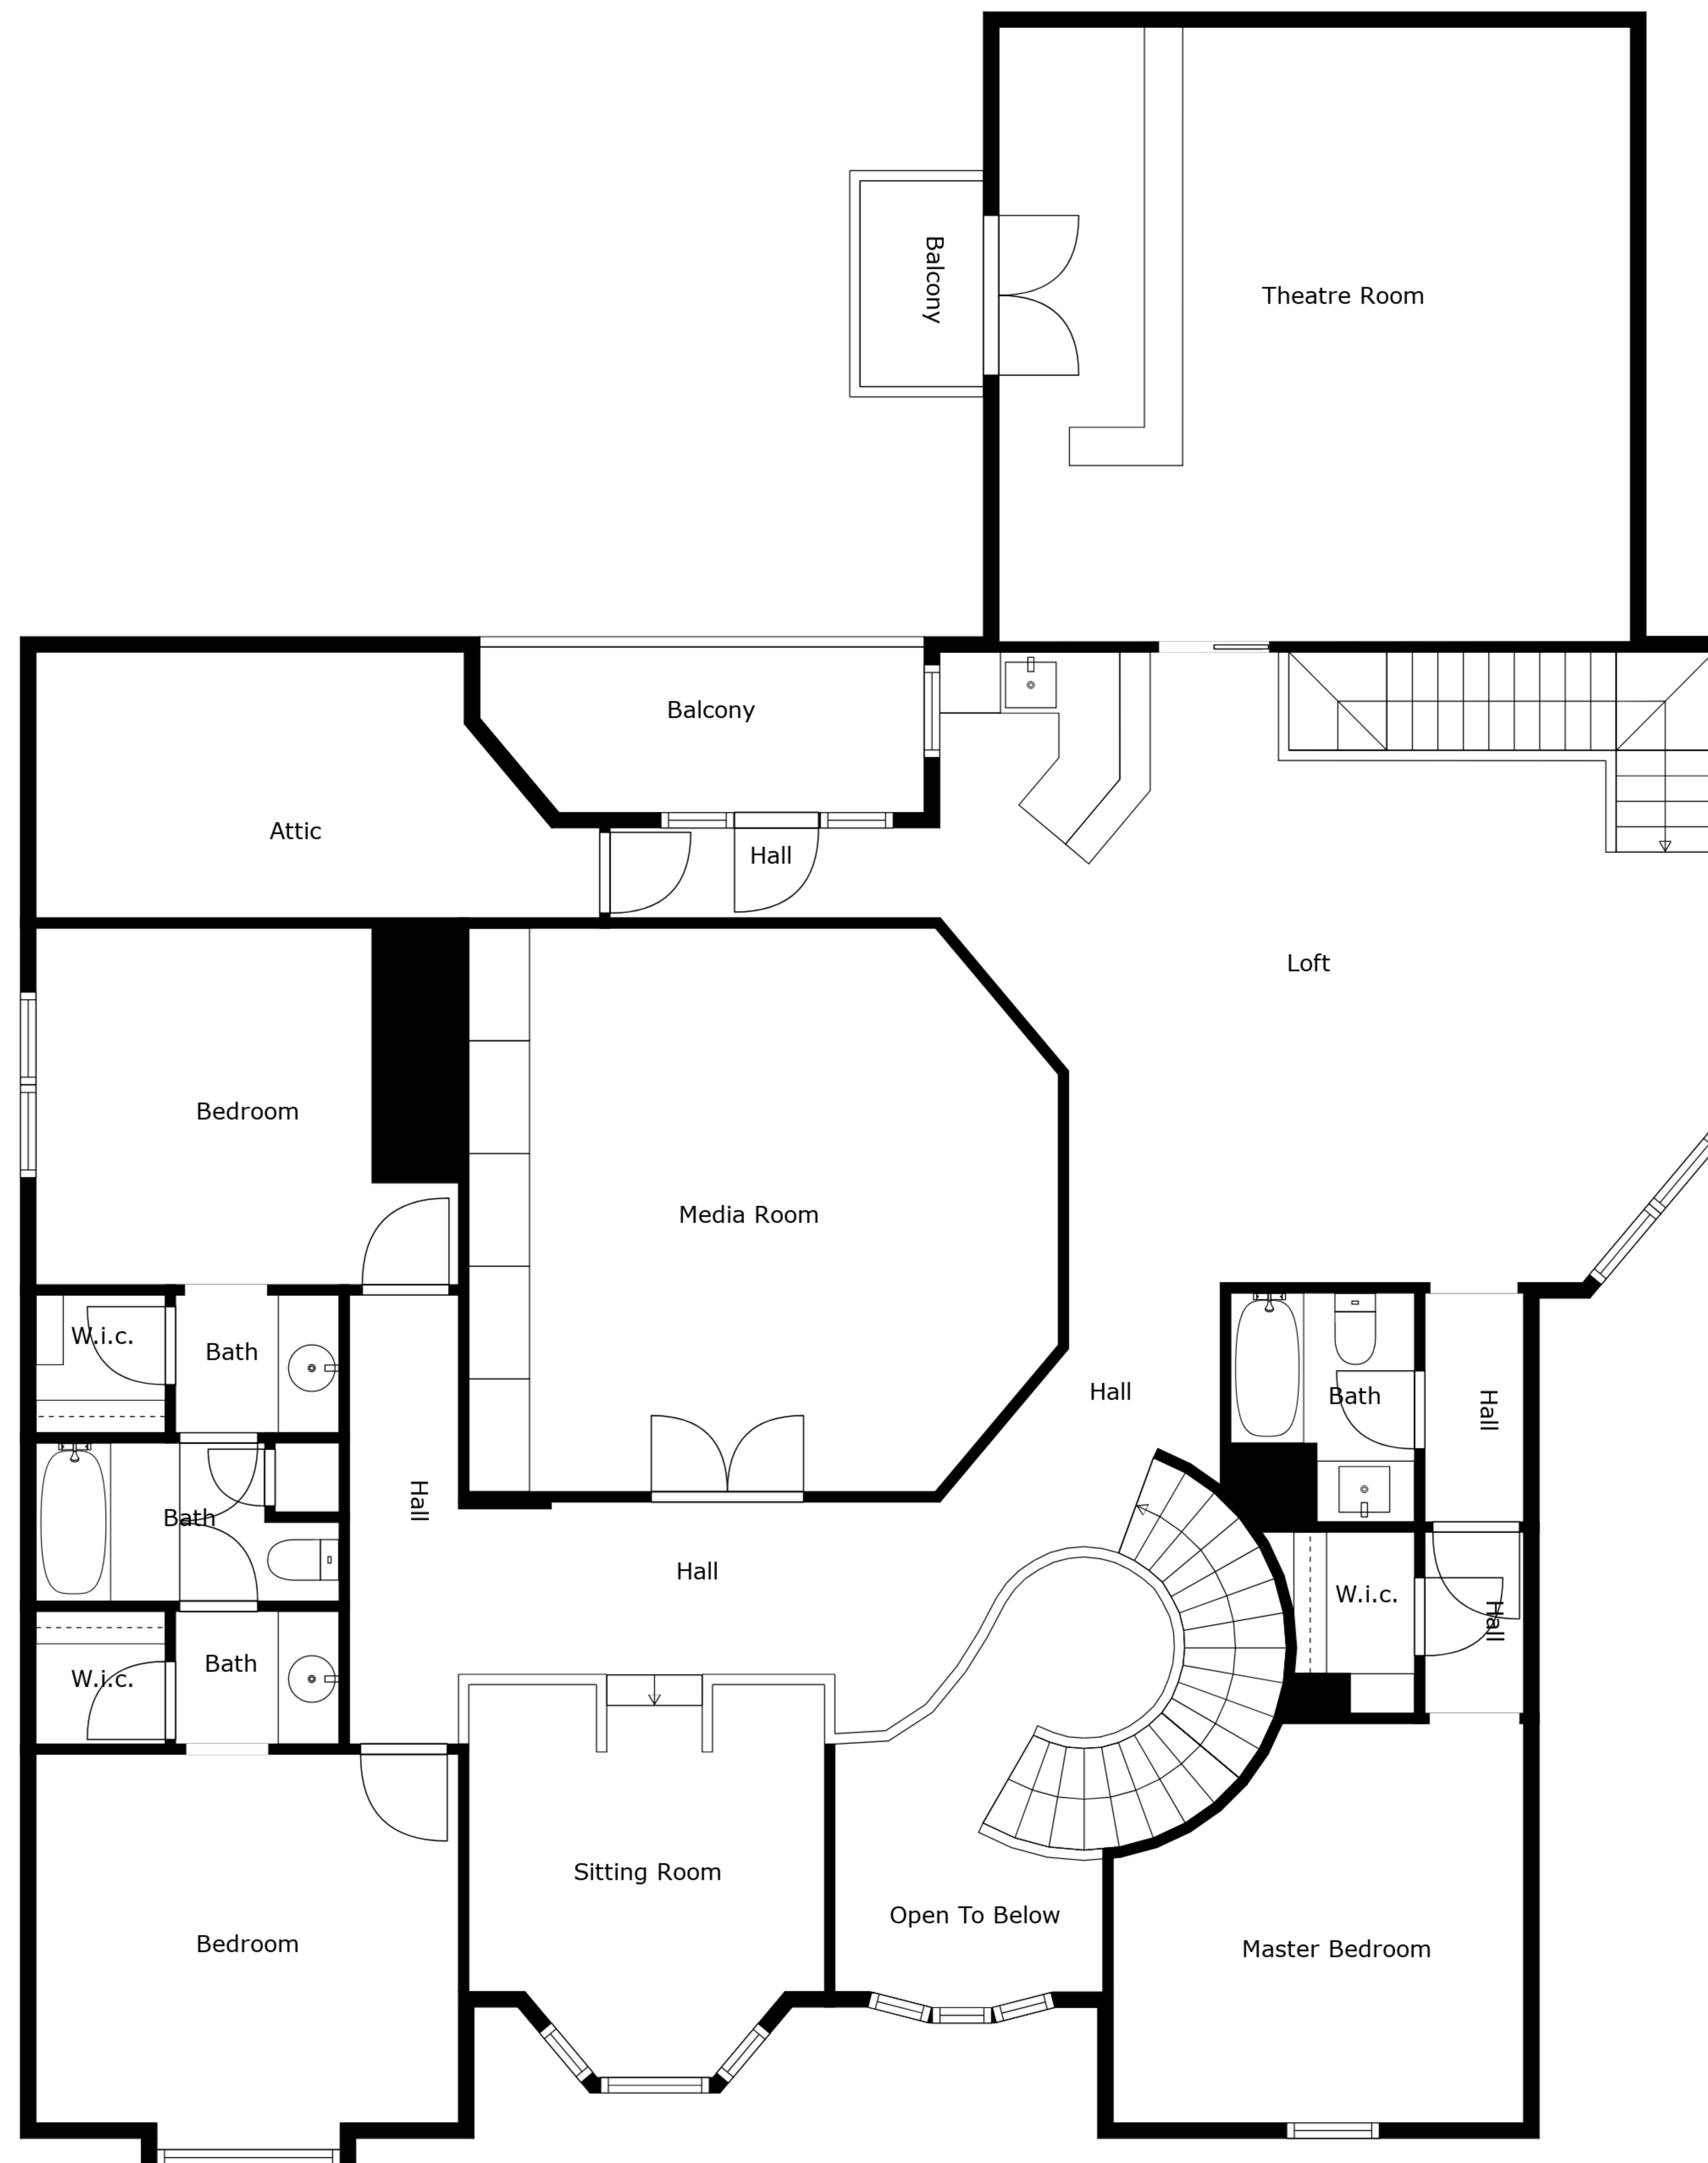 Balcony
Theatre Room
Balcony
Attic
Hall
Loft
Bedroom
Media Room
W.i.c.
Bath
Hall
Bath
Hall
Hall
Bath
Hall
W.i.c.
Hall
W.i.c.
Bath
Sitting Room
Open To Below
Bedroom
Master Bedroom